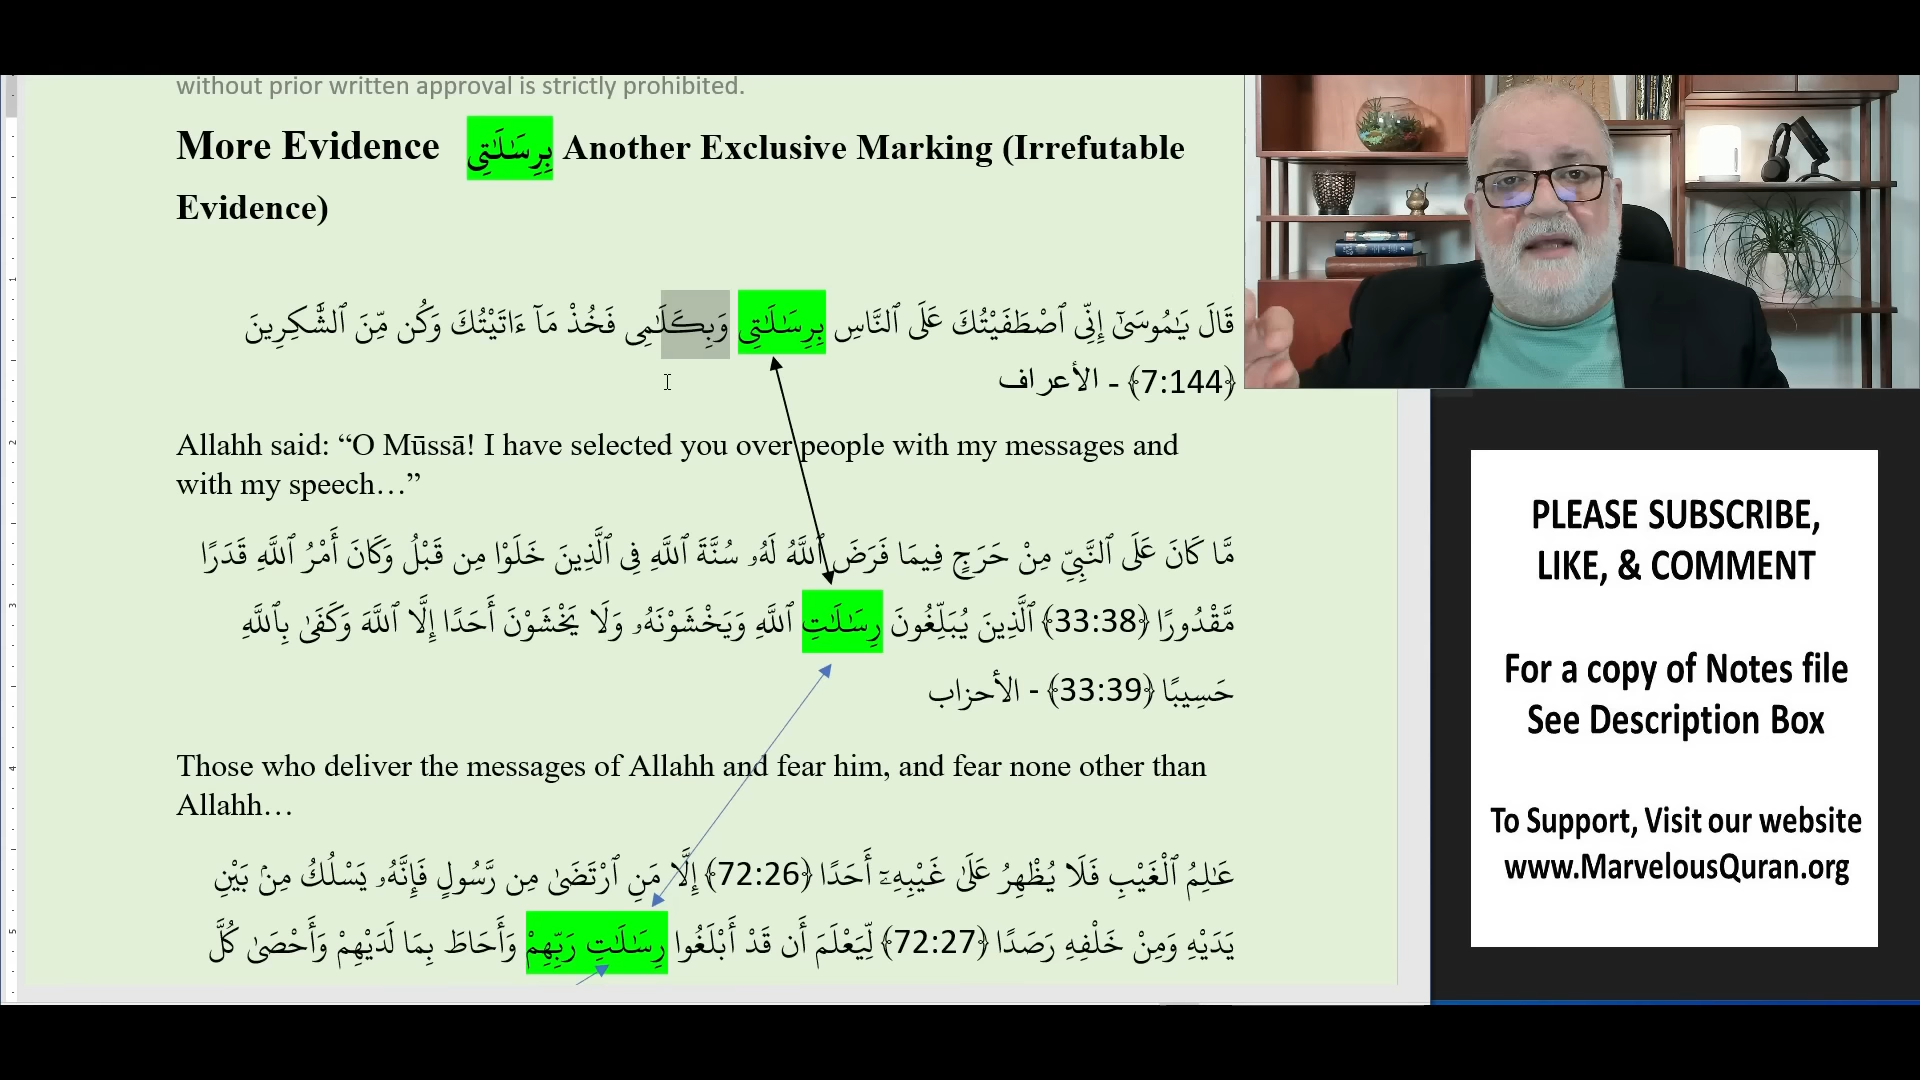 without prior written approval is strictly prohibited.
More Evidence بِرِسَـٰلَـٰتِى Another Exclusive Marking (Irrefutable
Evidence)
قَالَ يَـٰمُوسَىٰٓ إِنِّى ٱصْطَفَيْتُكَ عَلَى ٱلنَّاسِ بِرِسَـٰلَـٰتِى وَبِكَلَـٰمِى فَخُذْ مَآ ءَاتَيْتُكَ وَكُن مِّنَ ٱلشَّـٰكِرِينَ
﴿7:144﴾ - الأعراف
Allahh said: “O Mūssā! I have selected you over people with my messages and
with my speech…”
مَّا كَانَ عَلَى ٱلنَّبِىِّ مِنْ حَرَجٍ فِيمَا فَرَضَ ٱللَّهُ لَهُۥ سُنَّةَ ٱللَّهِ فِى ٱلَّذِينَ خَلَوْا مِن قَبْلُ وَكَانَ أَمْرُ ٱللَّهِ قَدَرًا
مَّقْدُورًا ﴿33:38﴾ ٱلَّذِينَ يُبَلِّغُونَ رِسَـٰلَـٰتِ ٱللَّهِ وَيَخْشَوْنَهُۥ وَلَا يَخْشَوْنَ أَحَدًا إِلَّا ٱللَّهَ وَكَفَىٰ بِٱللَّهِ
حَسِيبًا ﴿33:39﴾ - الأحزاب
Those who deliver the messages of Allahh and fear him, and fear none other than
Allahh…
عَـٰلِمُ ٱلْغَيْبِ فَلَا يُظْهِرُ عَلَىٰ غَيْبِهِۦٓ أَحَدًا ﴿72:26﴾ إِلَّا مَنِ ٱرْتَضَىٰ مِن رَّسُولٍ فَإِنَّهُۥ يَسْلُكُ مِنۢ بَيْنِ
يَدَيْهِ وَمِنْ خَلْفِهِ رَصَدًا ﴿72:27﴾ لِّيَعْلَمَ أَن قَدْ أَبْلَغُوا رِسَـٰلَـٰتِ رَبِّهِمْ وَأَحَاطَ بِمَا لَدَيْهِمْ وَأَحْصَىٰ كُلَّ
PLEASE SUBSCRIBE,
LIKE, & COMMENT
For a copy of Notes file
See Description Box
To Support, Visit our website
www.MarvelousQuran.org